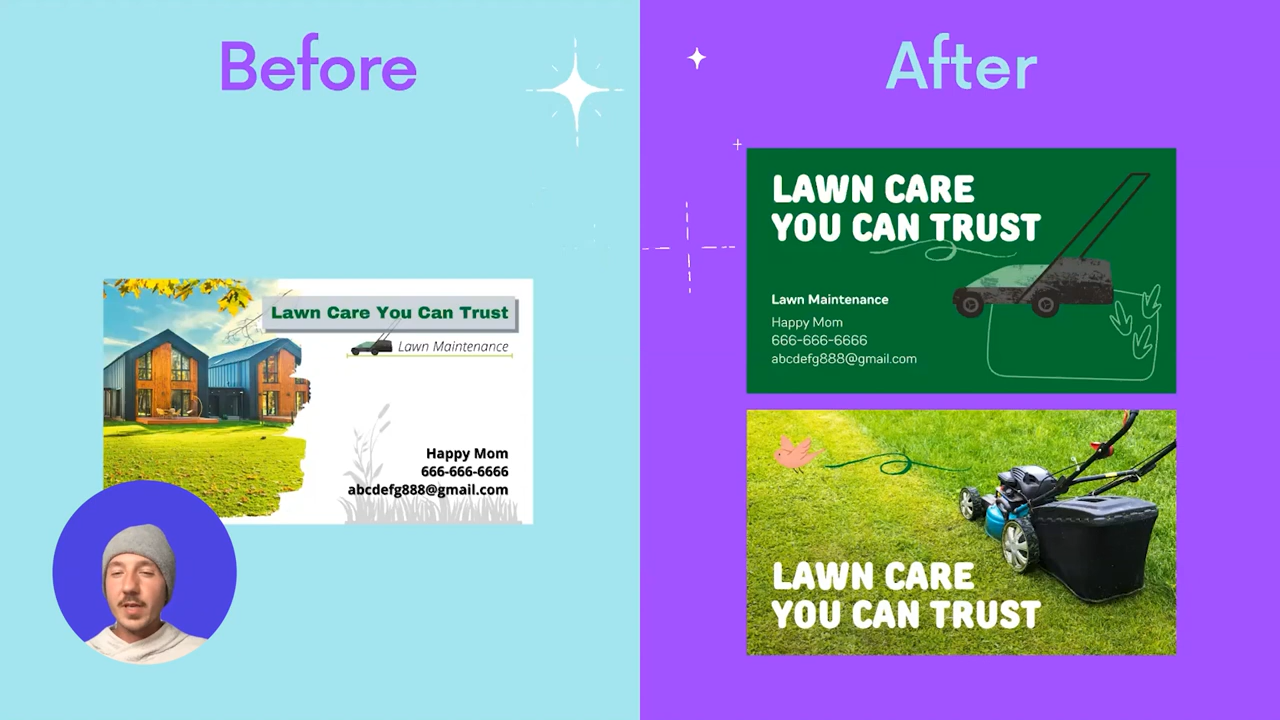 Before
Lawn Care You Can Trust
Lawn Maintenance
Happy Mom
666-666-6666
abcdefg888@gmail.com
After
LAWN CARE
YOU CAN TRUST
Lawn Maintenance
Happy Mom
666-666-6666
abcdefg888@gmail.com
LAWN CARE
YOU CAN TRUST